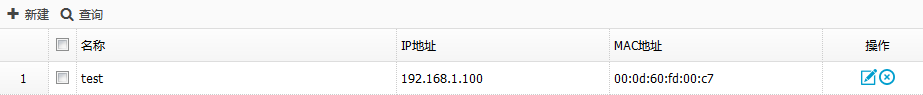 新建 查询
名称 IP地址 MAC地址 操作
1 test 192.168.1.100 00:0d:60:fd:00:c7